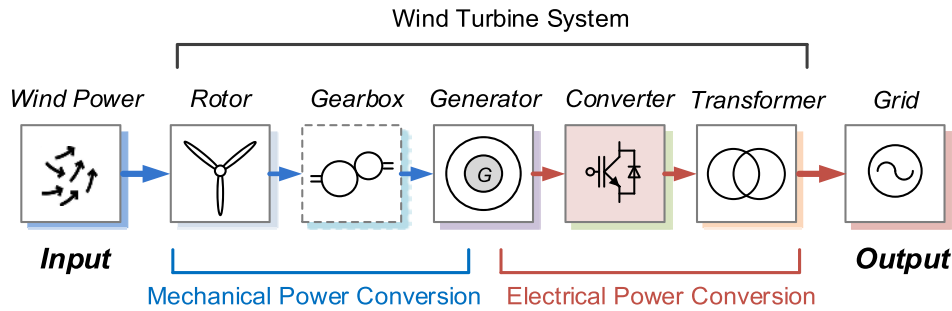 Wind Turbine System
Wind Power Rotor Gearbox Generator Converter Transformer Grid
G
Input Output
Mechanical Power Conversion Electrical Power Conversion